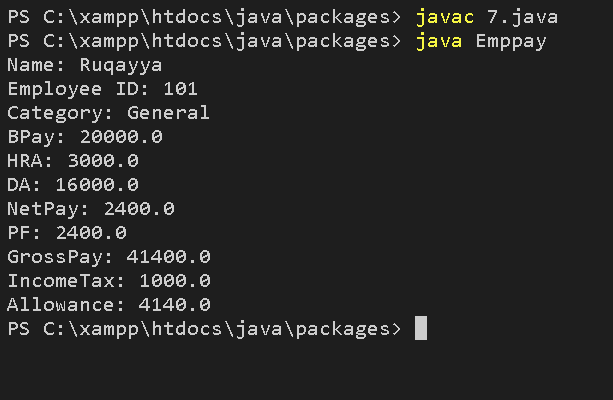 PS C:\xampp\htdocs\java\packages> javac 7.java
PS C:\xampp\htdocs\java\packages> java Emppay
Name: Ruqayya
Employee ID: 101
Category: General
BPay: 20000.0
HRA: 3000.0
DA: 16000.0
NetPay: 2400.0
PF: 2400.0
GrossPay: 41400.0
IncomeTax: 1000.0
Allowance: 4140.0
PS C:\xampp\htdocs\java\packages>